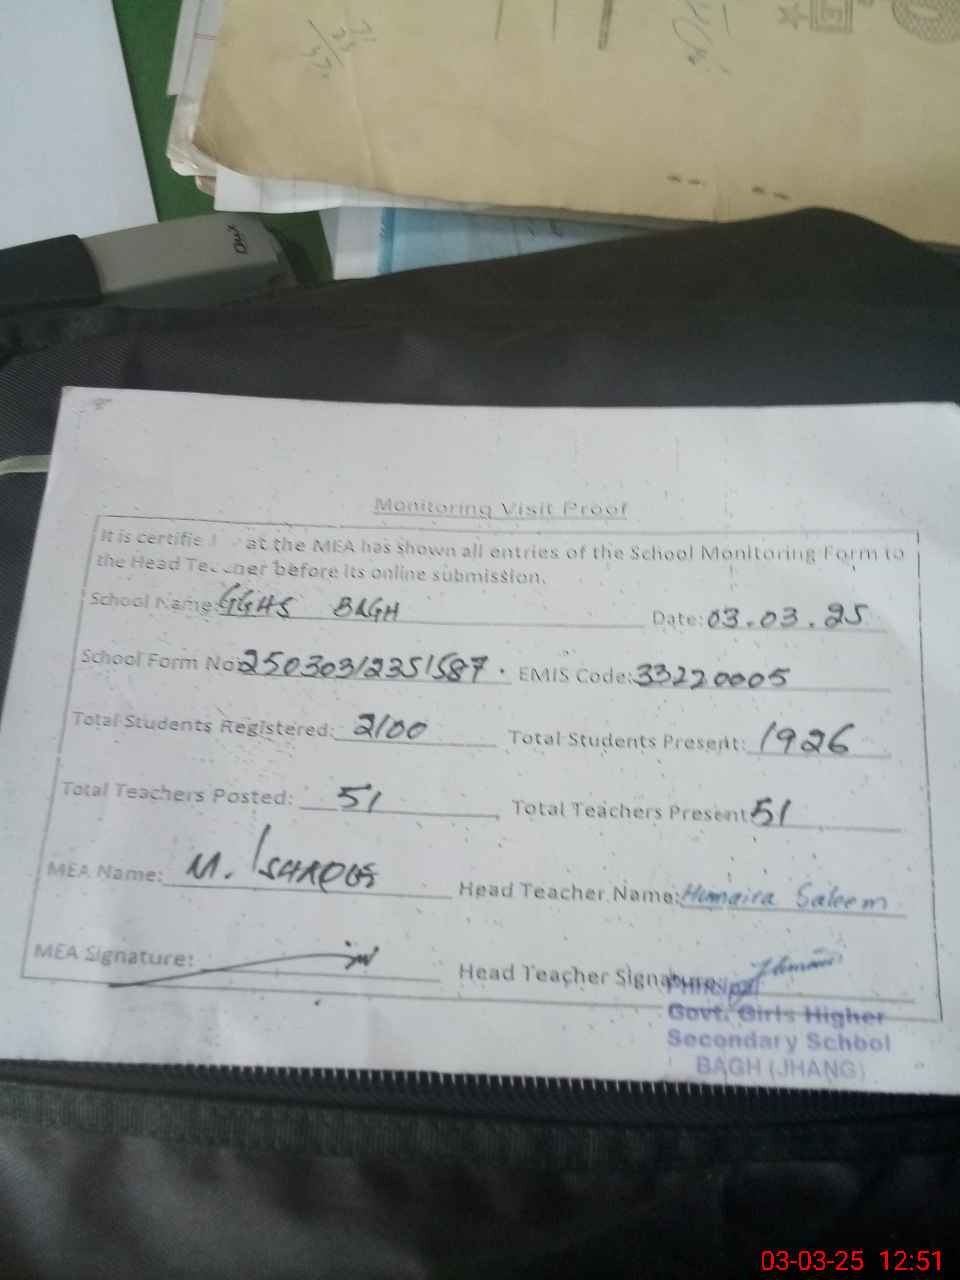 Dux
Monitoring Visit Proof
It is certifie at the MEA has shown all entries of the School Monitoring Form to
the Head Teacher before its online submission.
School Name: GGHS BAGH Date: 03.03.25
School Form No: 25030312351587. EMIS Code: 33220005
Total Students Registered: 2100 Total Students Present: 1926
Total Teachers Posted: 51 Total Teachers Present 51
MEA Name: M. Head Teacher Name: Humaira Saleem
MEA Signature: Head Teacher Signature:
Principal
Govt. Girls Higher
Secondary School
BAGH (JHANG)
03-03-25 12:51